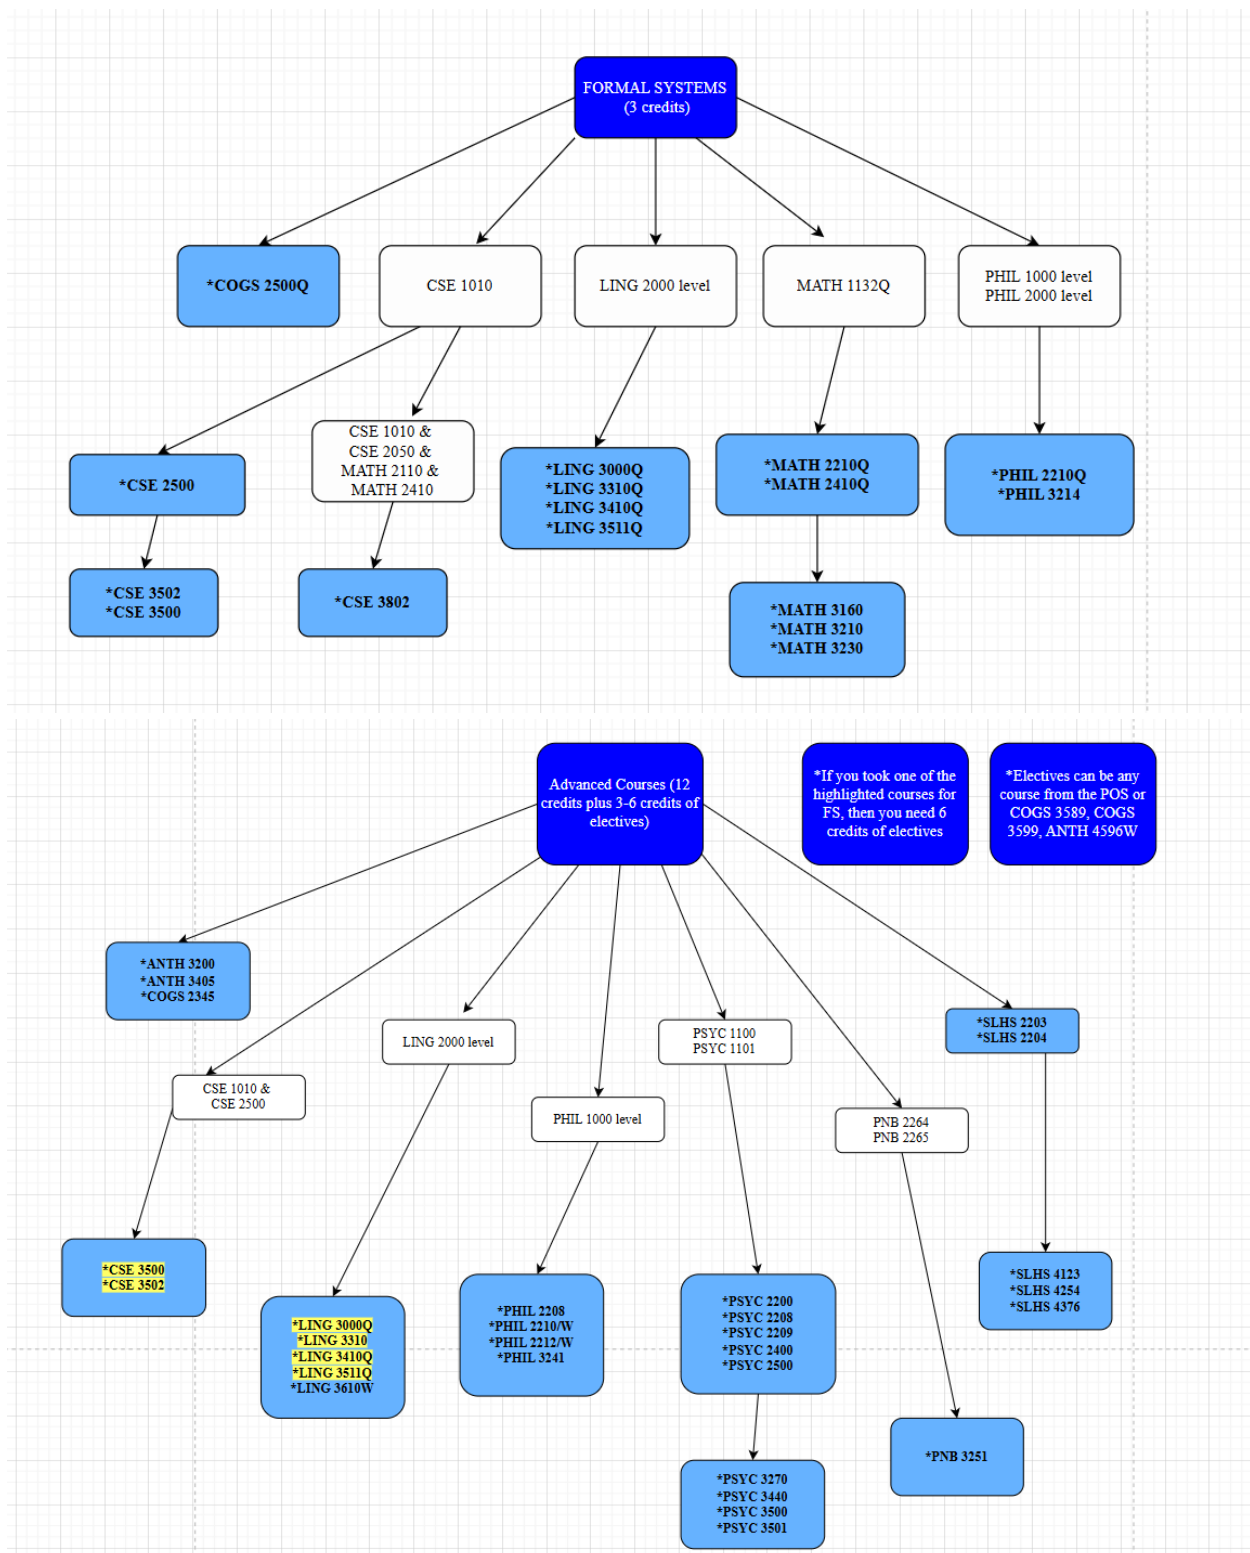 FORMAL SYSTEMS
(3 credits)
*COGS 2500Q
CSE 1010
LING 2000 level
MATH 1132Q
PHIL 1000 level
PHIL 2000 level
*CSE 2500
CSE 1010 &
CSE 2050 &
MATH 2110 &
MATH 2410
*LING 3000Q
*LING 3310Q
*LING 3410Q
*LING 3511Q
*MATH 2210Q
*MATH 2410Q
*PHIL 2210Q
*PHIL 3214
*CSE 3502
*CSE 3500
*CSE 3802
*MATH 3160
*MATH 3210
*MATH 3230
Advanced Courses (12
credits plus 3-6 credits of
electives)
*If you took one of the
highlighted courses for
FS, then you need 6
credits of electives
*Electives can be any
course from the POS or
COGS 3589, COGS
3599, ANTH 4596W
*ANTH 3200
*ANTH 3405
*COGS 2345
CSE 1010 &
CSE 2500
LING 2000 level
PHIL 1000 level
PSYC 1100
PSYC 1101
PNB 2264
PNB 2265
*SLHS 2203
*SLHS 2204
*CSE 3500
*CSE 3502
*LING 3000Q
*LING 3310
*LING 3410Q
*LING 3511Q
*LING 3610W
*PHIL 2208
*PHIL 2210/W
*PHIL 2212/W
*PHIL 3241
*PSYC 2200
*PSYC 2208
*PSYC 2209
*PSYC 2400
*PSYC 2500
*SLHS 4123
*SLHS 4254
*SLHS 4376
*PNB 3251
*PSYC 3270
*PSYC 3440
*PSYC 3500
*PSYC 3501